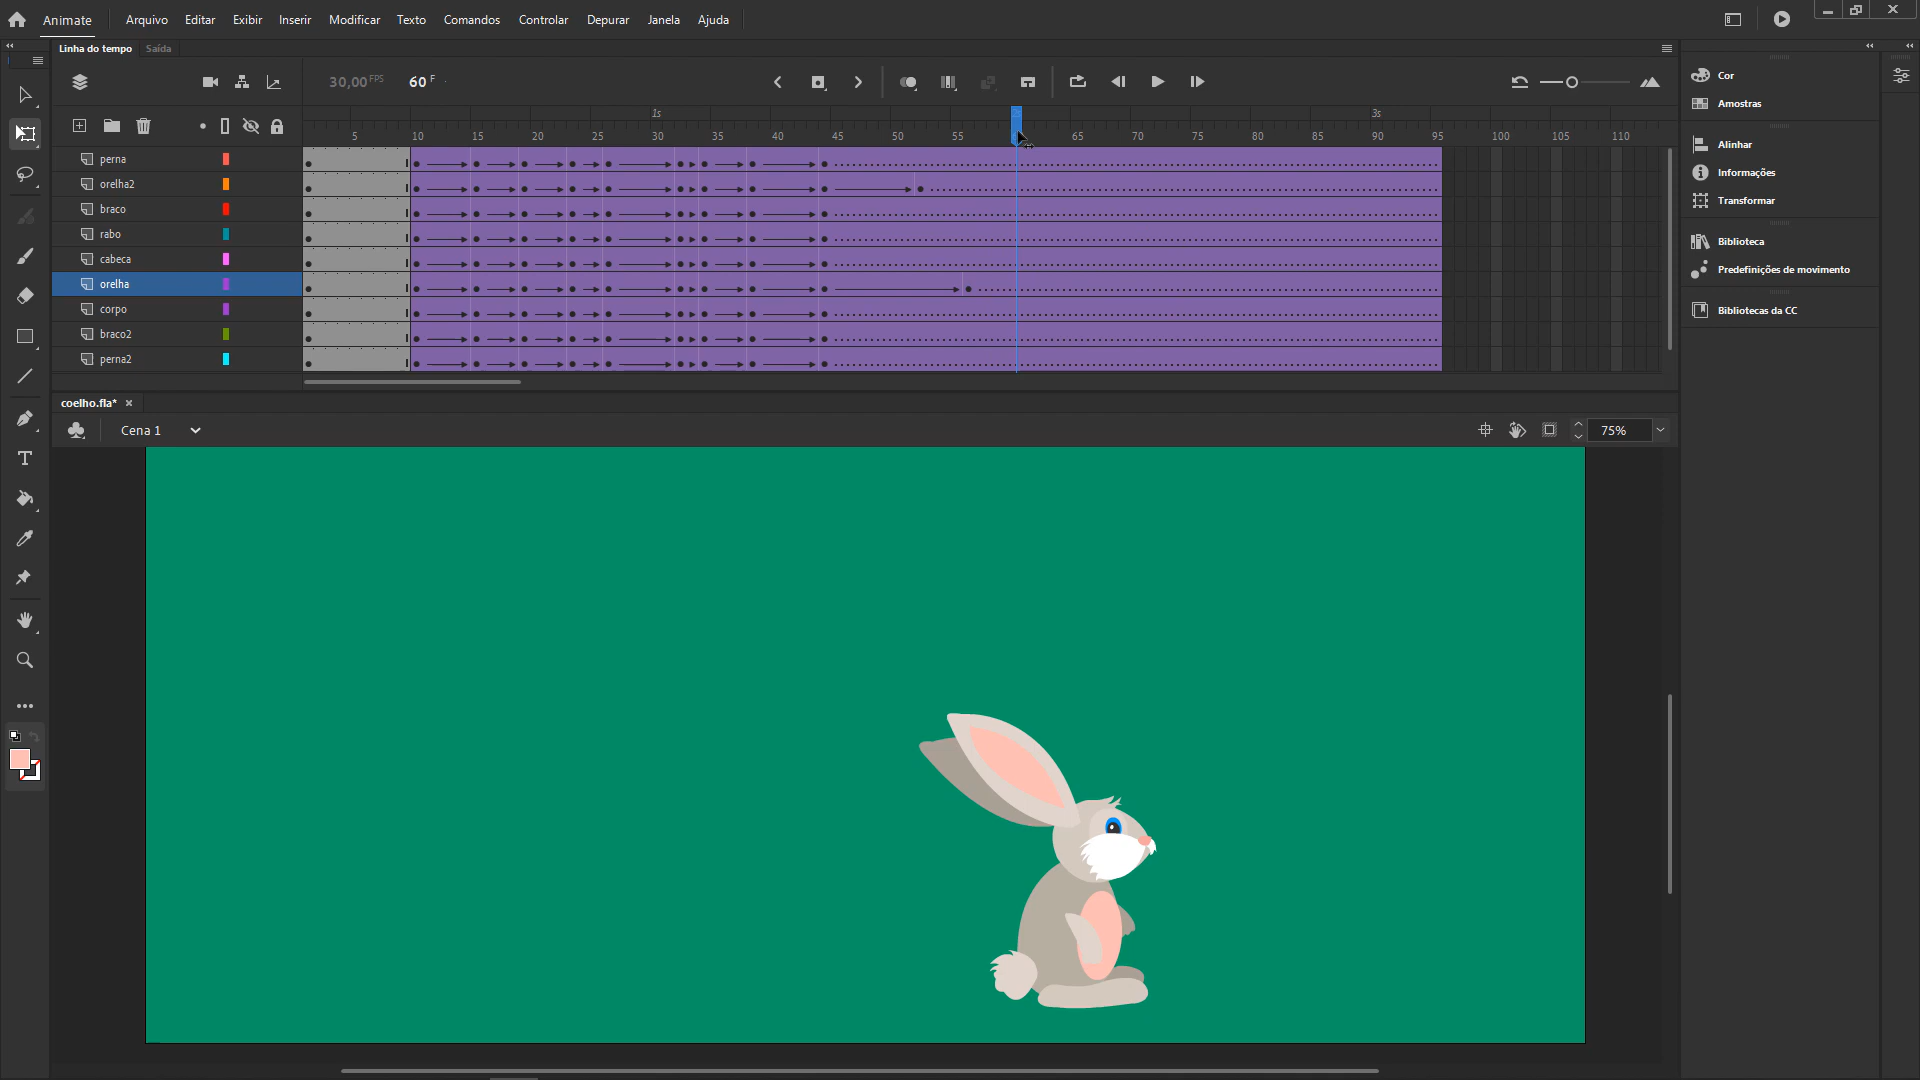 Animate Arquivo Editar Exibir Inserir Modificar Texto Comandos Controlar Depurar Janela Ajuda
Linha do tempo Saída
30,00 FPS 60 F
1s 3s
5 10 15 20 25 30 35 40 45 50 55 65 70 75 80 85 90 95 100 105 110
perna
orelha2
braco
rabo
cabeca
orelha
corpo
braco2
perna2
coelho.fla*
Cena 1
75%
Cor
Amostras
Alinhar
Informações
Transformar
Biblioteca
Predefinições de movimento
Bibliotecas da CC